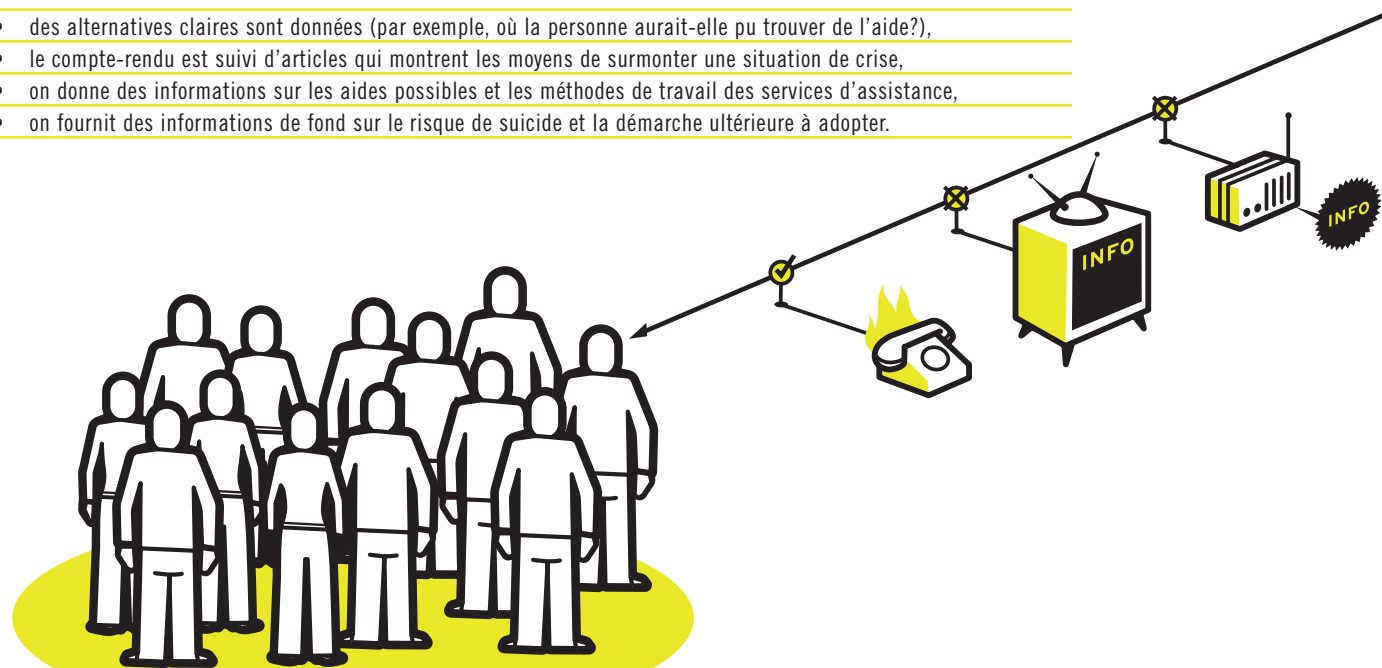 • des alternatives claires sont données (par exemple, où la personne aurait-elle pu trouver de l'aide?),
• le compte-rendu est suivi d'articles qui montrent les moyens de surmonter une situation de crise,
• on donne des informations sur les aides possibles et les méthodes de travail des services d'assistance,
• on fournit des informations de fond sur le risque de suicide et la démarche ultérieure à adopter.
INFO
INFO